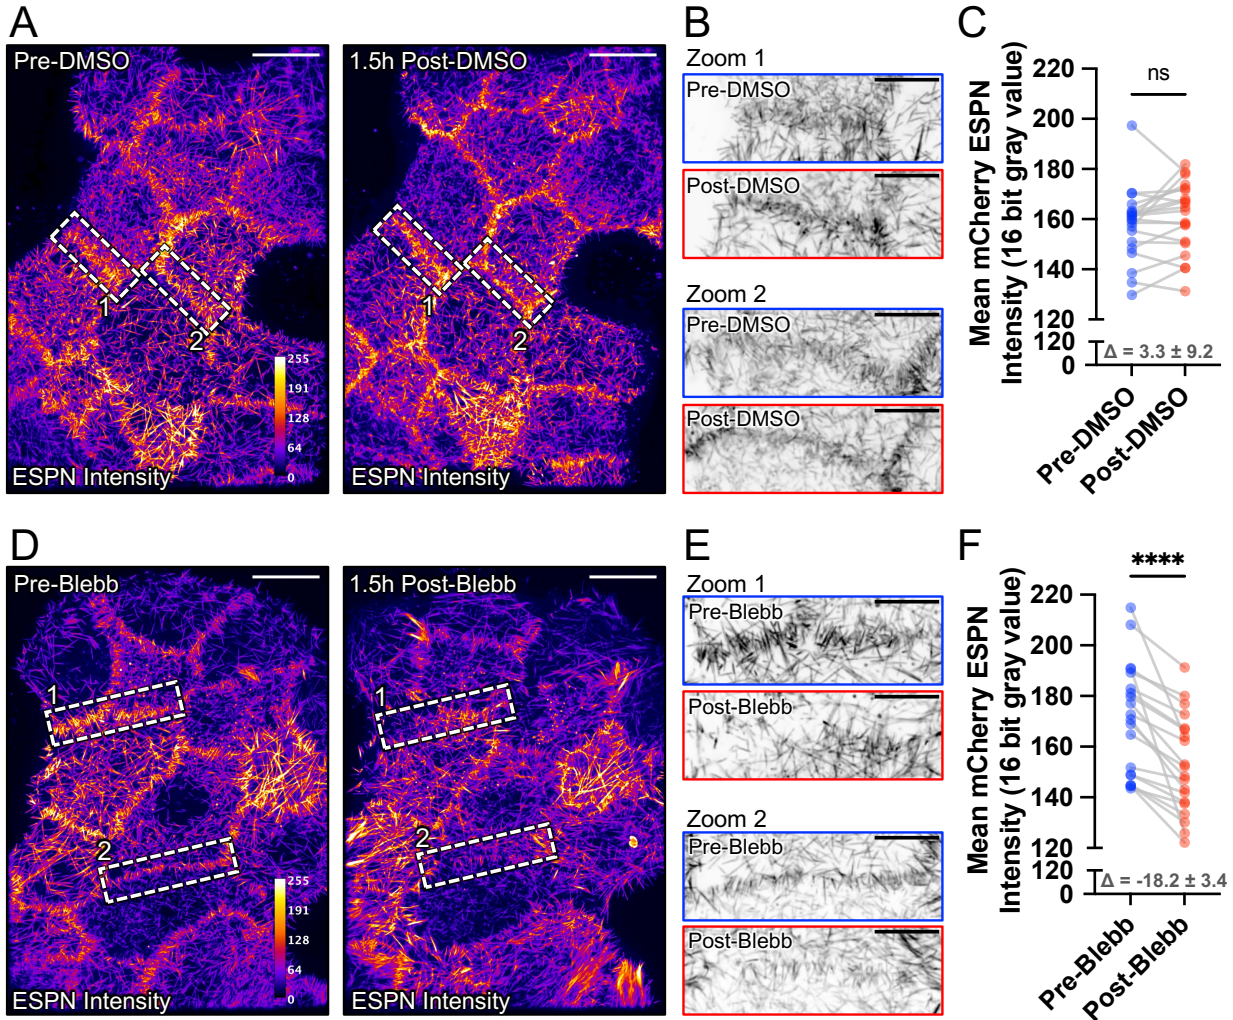 A
Pre-DMSO
1
2
255
191
128
64
0
ESPN Intensity
1.5h Post-DMSO
1
2
ESPN Intensity
B
Zoom 1
Pre-DMSO
Post-DMSO
Zoom 2
Pre-DMSO
Post-DMSO
C
Mean mCherry ESPN
Intensity (16 bit gray value)
220
200
180
160
140
120
120
0
ns
Δ = 3.3 ± 9.2
Pre-DMSO
Post-DMSO
D
Pre-Blebb
1
2
255
191
128
64
0
ESPN Intensity
1.5h Post-Blebb
1
2
ESPN Intensity
E
Zoom 1
Pre-Blebb
Post-Blebb
Zoom 2
Pre-Blebb
Post-Blebb
F
Mean mCherry ESPN
Intensity (16 bit gray value)
220
200
180
160
140
120
120
0
****
Δ = -18.2 ± 3.4
Pre-Blebb
Post-Blebb